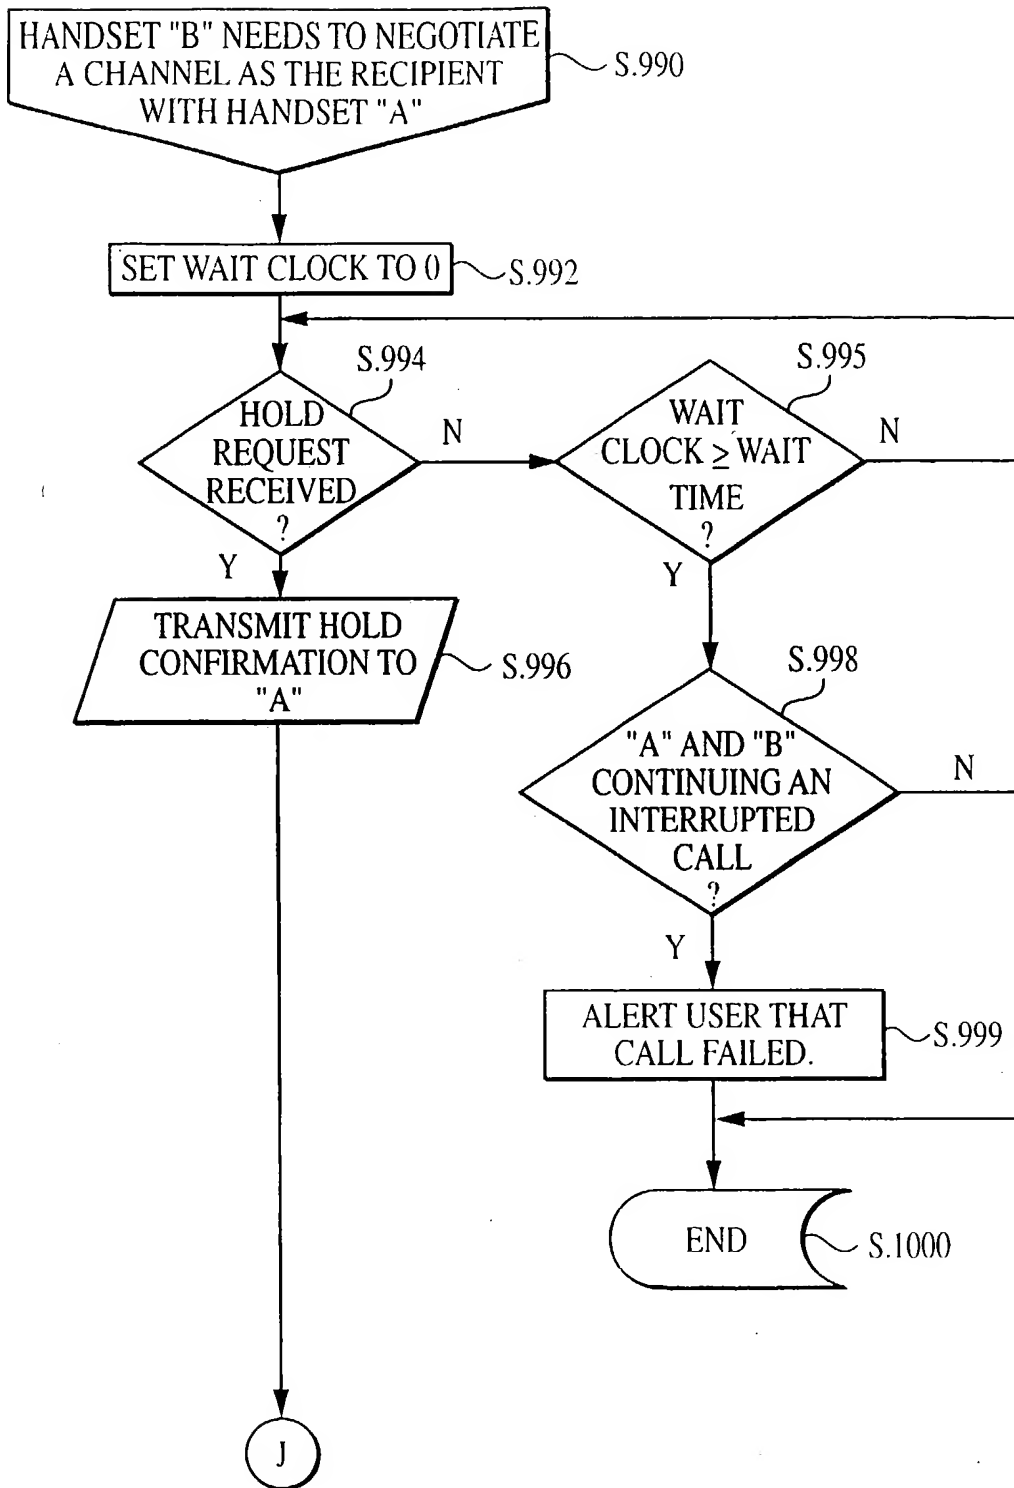 HANDSET "B" NEEDS TO NEGOTIATE
A CHANNEL AS THE RECIPIENT
WITH HANDSET "A"
S.990
SET WAIT CLOCK TO 0
S.992
S.994
HOLD
REQUEST
RECEIVED
?
N
Y
S.995
WAIT
CLOCK ≥ WAIT
TIME
?
N
Y
TRANSMIT HOLD
CONFIRMATION TO
"A"
S.996
S.998
"A" AND "B"
CONTINUING AN
INTERRUPTED
CALL
?
N
Y
ALERT USER THAT
CALL FAILED.
S.999
END
S.1000
J